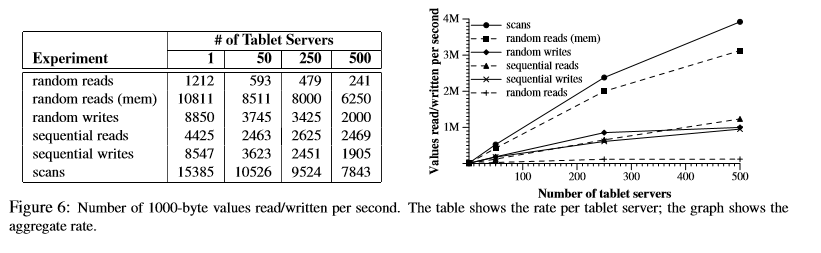 # of Tablet Servers
Experiment 1 50 250 500
random reads 1212 593 479 241
random reads (mem) 10811 8511 8000 6250
random writes 8850 3745 3425 2000
sequential reads 4425 2463 2625 2469
sequential writes 8547 3623 2451 1905
scans 15385 10526 9524 7843
Values read/written per second
4M
3M
2M
1M
scans
random reads (mem)
random writes
sequential reads
sequential writes
random reads
100 200 300 400 500
Number of tablet servers
Figure 6: Number of 1000-byte values read/written per second. The table shows the rate per tablet server; the graph shows the
aggregate rate.